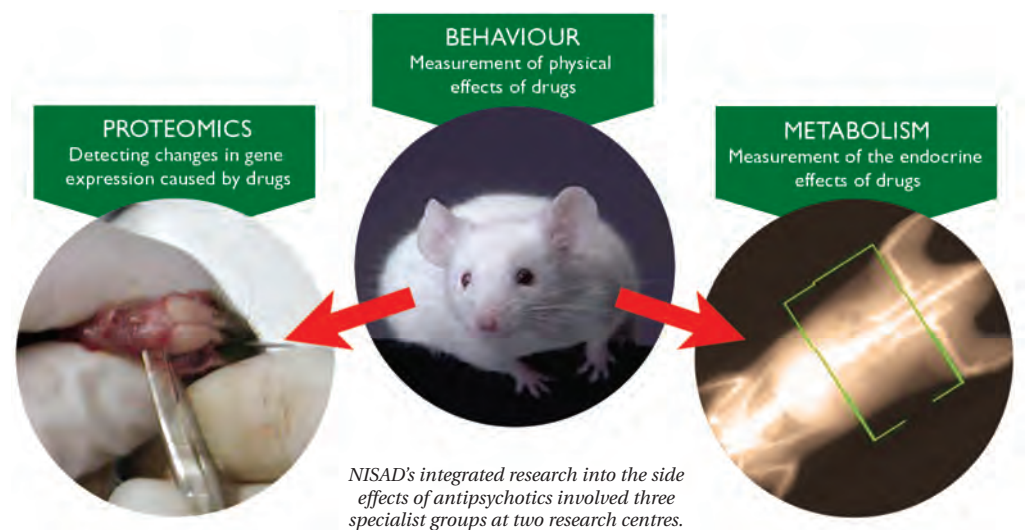 BEHAVIOUR
Measurement of physical
effects of drugs
PROTEOMICS
Detecting changes in gene
expression caused by drugs
METABOLISM
Measurement of the endocrine
effects of drugs
NISAD’s integrated research into the side
effects of antipsychotics involved three
specialist groups at two research centres.